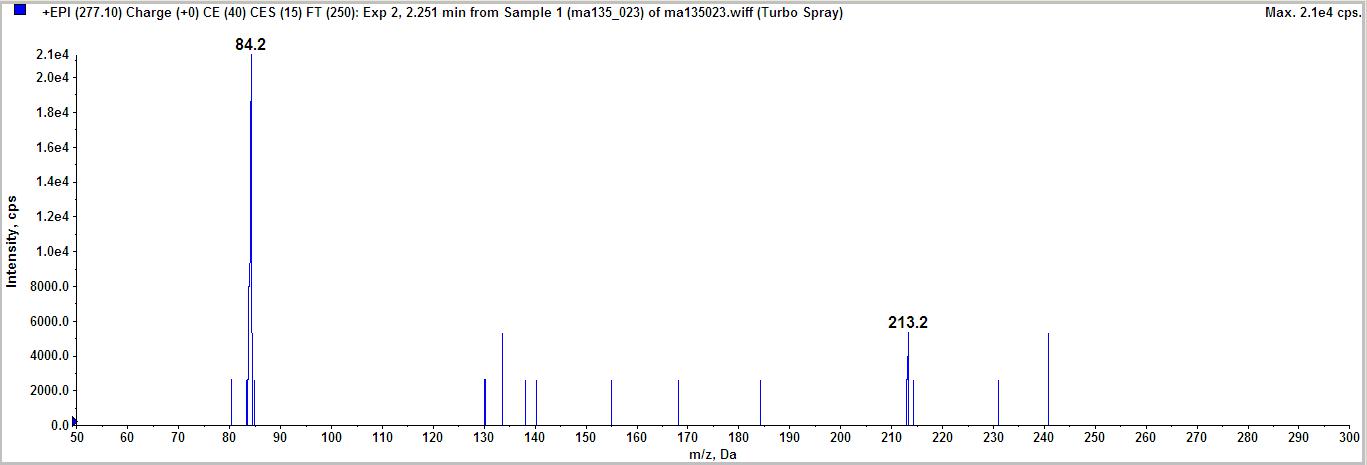 +EPI (277.10) Charge (+0) CE (40) CES (15) FT (250): Exp 2, 2.251 min from Sample 1 (ma135_023) of ma135023.wiff (Turbo Spray)
Max. 2.1e4 cps.
84.2
2.1e4
2.0e4
1.8e4
1.6e4
1.4e4
1.2e4
1.0e4
8000.0
6000.0
4000.0
2000.0
0.0
Intensity, cps
213.2
50 60 70 80 90 100 110 120 130 140 150 160 170 180 190 200 210 220 230 240 250 260 270 280 290 300
m/z, Da